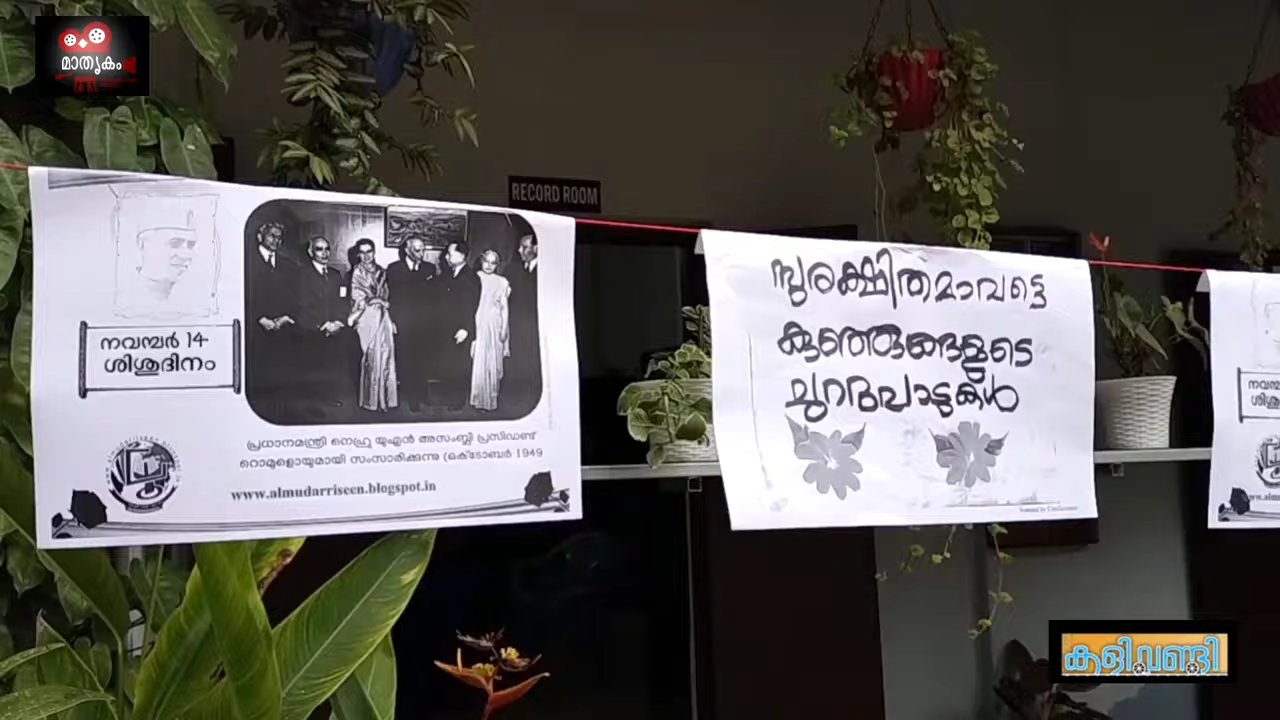 മാതൃകം
RECORD ROOM
നവമ്പർ 14
ശിശുദിനം
പ്രധാനമന്ത്രി നെഹ്രു യുഎൻ അസംബ്ലി പ്രസിഡണ്ട്
റൊമുളൊയുമായി സംസാരിക്കുന്നു (ഒക്ടോബർ 1949
www.almudarriseen.blogspot.in
സുരക്ഷിതമാവട്ടെ
കുഞ്ഞുങ്ങളുടെ
ചുറ്റുപാടുകൾ
നവമ്പ
ശിശു
കളിവണ്ടി